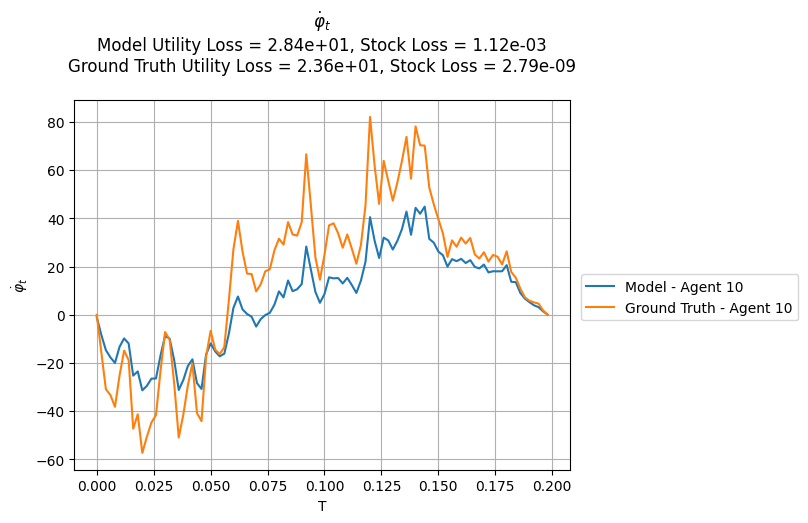 φ̇ₜ
Model Utility Loss = 2.84e+01, Stock Loss = 1.12e-03
Ground Truth Utility Loss = 2.36e+01, Stock Loss = 2.79e-09
80
60
40
20
0
−20
−40
−60
φ̇ₜ
0.000 0.025 0.050 0.075 0.100 0.125 0.150 0.175 0.200
T
Model - Agent 10
Ground Truth - Agent 10